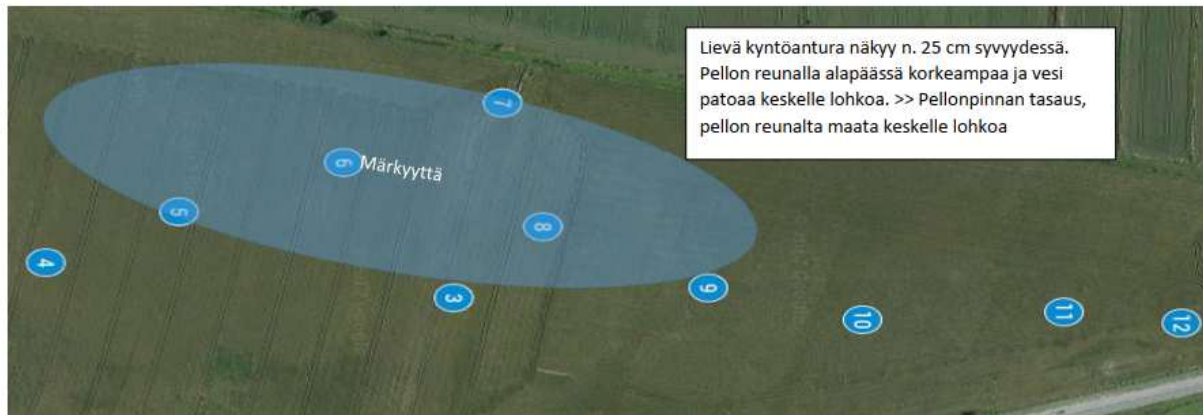 Lievä kyntöantura näkyy n. 25 cm syvyydessä.
Pellon reunalla alapäässä korkeampaa ja vesi
patoaa keskelle lohkoa. >> Pellonpinnan tasaus,
pellon reunalta maata keskelle lohkoa
7
6 Märkyyttä
5
8
4
3
9
10
11
12